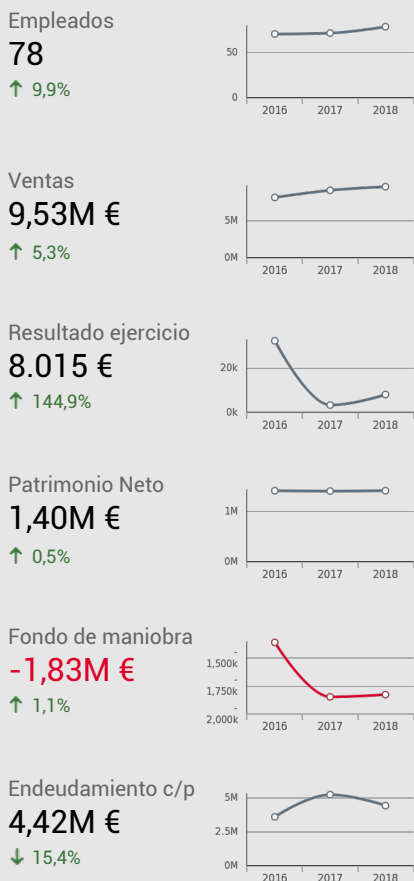 Empleados
78
↑ 9,9%
50
0
2016 2017 2018
Ventas
9,53M €
↑ 5,3%
5M
0M
2016 2017 2018
Resultado ejercicio
8.015 €
↑ 144,9%
20k
0k
2016 2017 2018
Patrimonio Neto
1,40M €
↑ 0,5%
1M
0M
2016 2017 2018
Fondo de maniobra
-1,83M €
↑ 1,1%
-
1,500k
-
1,750k
-
2,000k
2016 2017 2018
Endeudamiento c/p
4,42M €
↓ 15,4%
5M
2.5M
0M
2016 2017 2018